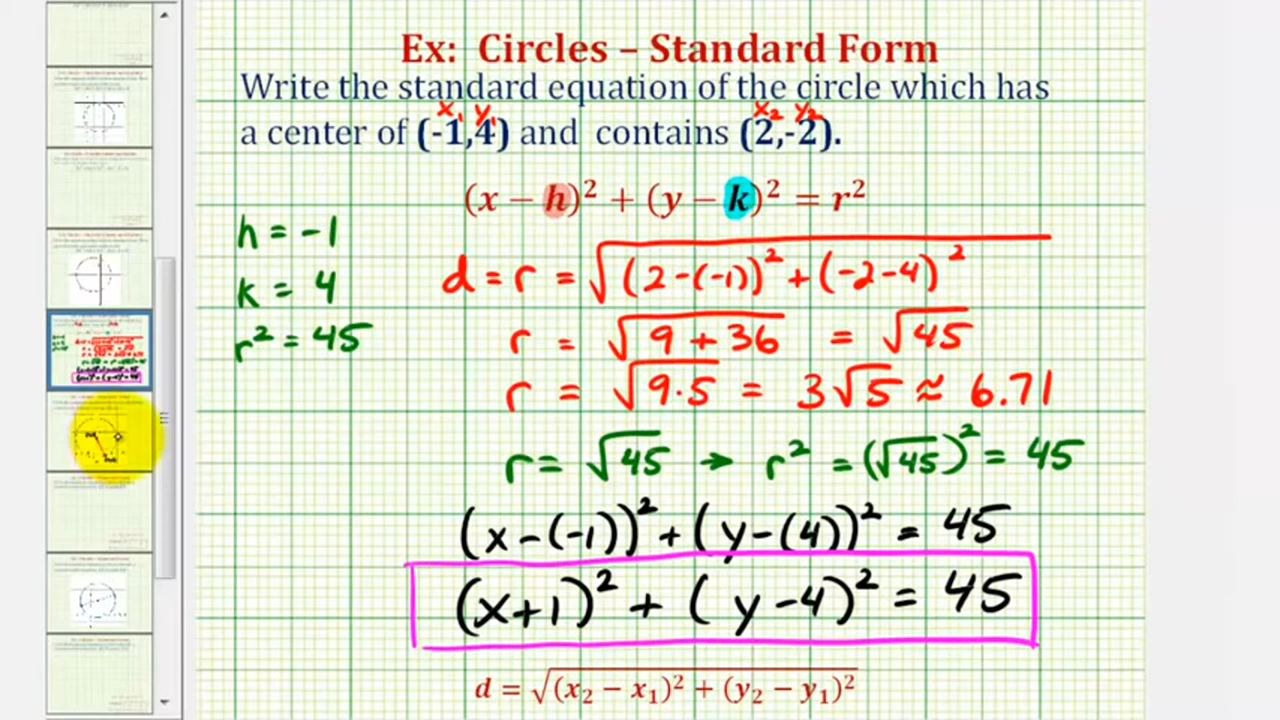 Ex: Circles – Standard Form
Write the standard equation of the circle which has
x₁ y₁ x₂ y₂
a center of (-1,4) and contains (2,-2).
(x − h)² + (y − k)² = r²
h = -1
k = 4
r² = 45
d = r = √((2-(-1))² + (-2-4)²)
r = √(9 + 36) = √45
r = √(9·5) = 3√5 ≈ 6.71
r = √45 → r² = (√45)² = 45
(x-(-1))² + (y-(4))² = 45
(x+1)² + (y-4)² = 45
d = √((x₂ − x₁)² + (y₂ − y₁)²)